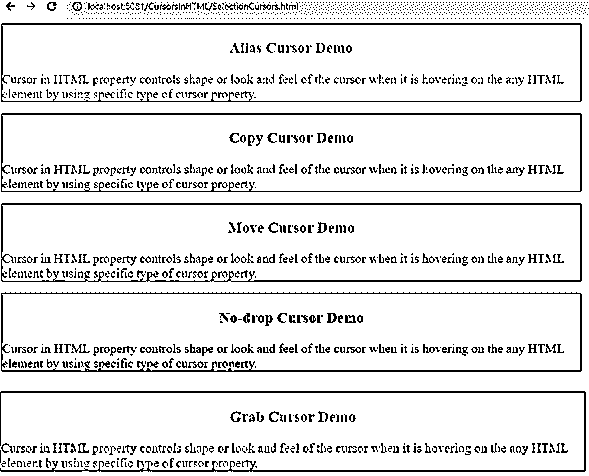 localhost:8081/CursorsInHTML/SelectionCursors.html
Alias Cursor Demo
Cursor in HTML property controls shape or look and feel of the cursor when it is hovering on the any HTML
element by using specific type of cursor property.
Copy Cursor Demo
Cursor in HTML property controls shape or look and feel of the cursor when it is hovering on the any HTML
element by using specific type of cursor property.
Move Cursor Demo
Cursor in HTML property controls shape or look and feel of the cursor when it is hovering on the any HTML
element by using specific type of cursor property.
No-drop Cursor Demo
Cursor in HTML property controls shape or look and feel of the cursor when it is hovering on the any HTML
element by using specific type of cursor property.
Grab Cursor Demo
Cursor in HTML property controls shape or look and feel of the cursor when it is hovering on the any HTML
element by using specific type of cursor property.